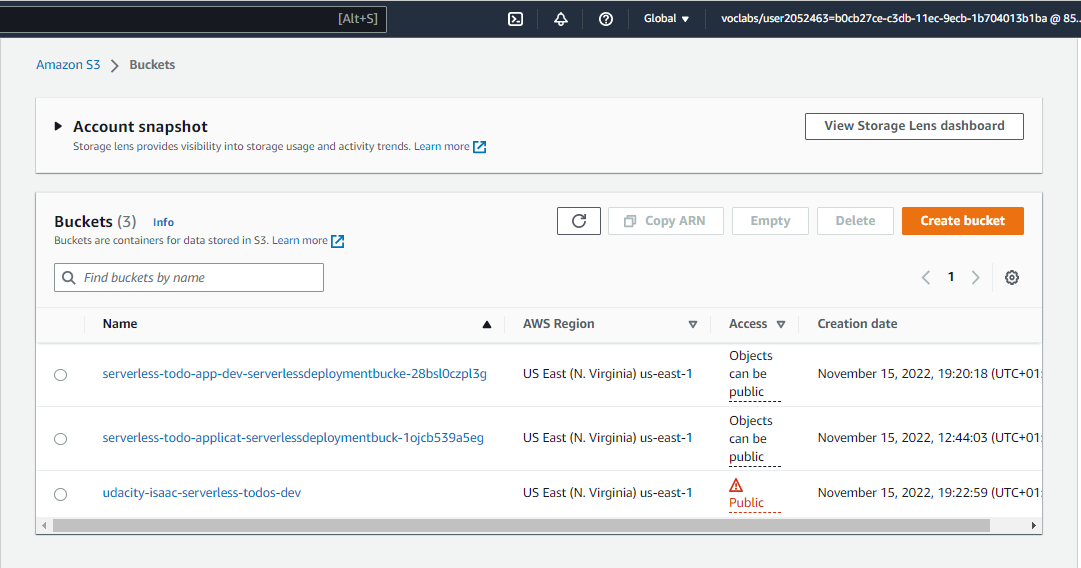 [Alt+S] Global voclabs/user2052463=b0cb27ce-c3db-11ec-9ecb-1b704013b1ba @ 85..
Amazon S3 Buckets
Account snapshot
View Storage Lens dashboard
Storage lens provides visibility into storage usage and activity trends. Learn more
Buckets (3) Info
Copy ARN Empty Delete Create bucket
Buckets are containers for data stored in S3. Learn more
Find buckets by name
1
Name AWS Region Access Creation date
serverless-todo-app-dev-serverlessdeploymentbucke-28bsl0czpl3g US East (N. Virginia) us-east-1 Objects can be public November 15, 2022, 19:20:18 (UTC+01:
serverless-todo-applicat-serverlessdeploymentbuck-1ojcb539a5eg US East (N. Virginia) us-east-1 Objects can be public November 15, 2022, 12:44:03 (UTC+01:
udacity-isaac-serverless-todos-dev US East (N. Virginia) us-east-1 Public November 15, 2022, 19:22:59 (UTC+01: